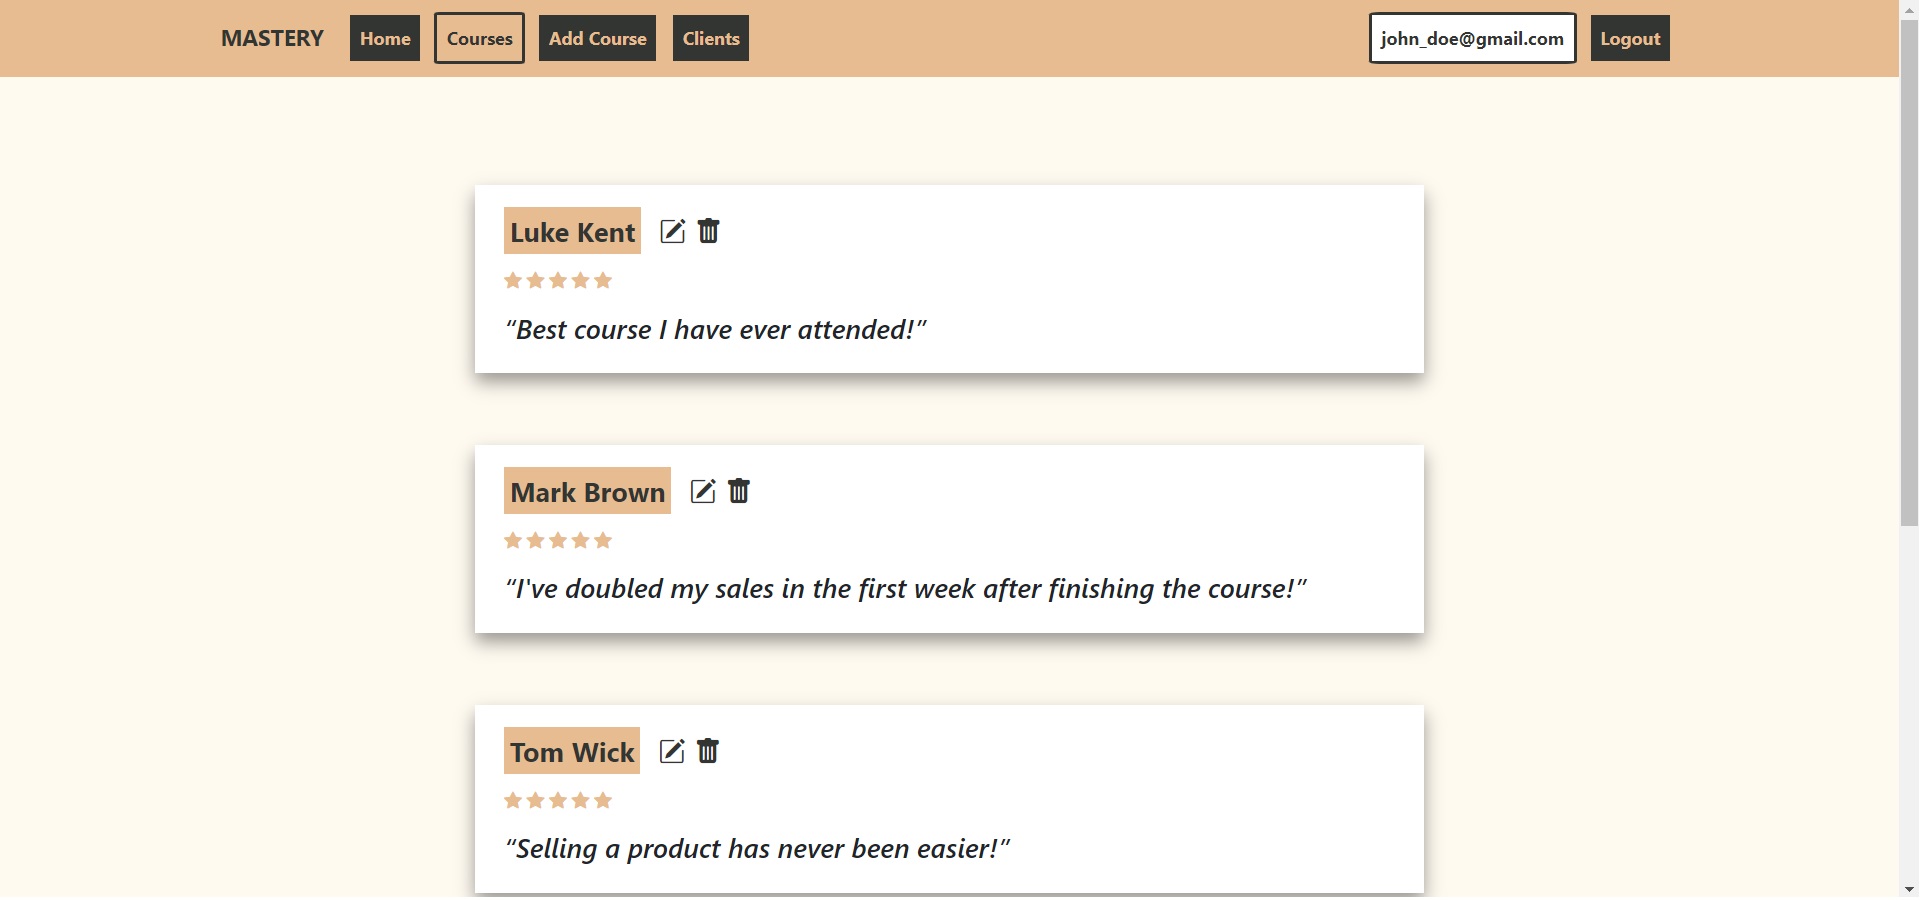 MASTERY Home Courses Add Course Clients john_doe@gmail.com Logout
Luke Kent
“Best course I have ever attended!”
Mark Brown
“I've doubled my sales in the first week after finishing the course!”
Tom Wick
“Selling a product has never been easier!”